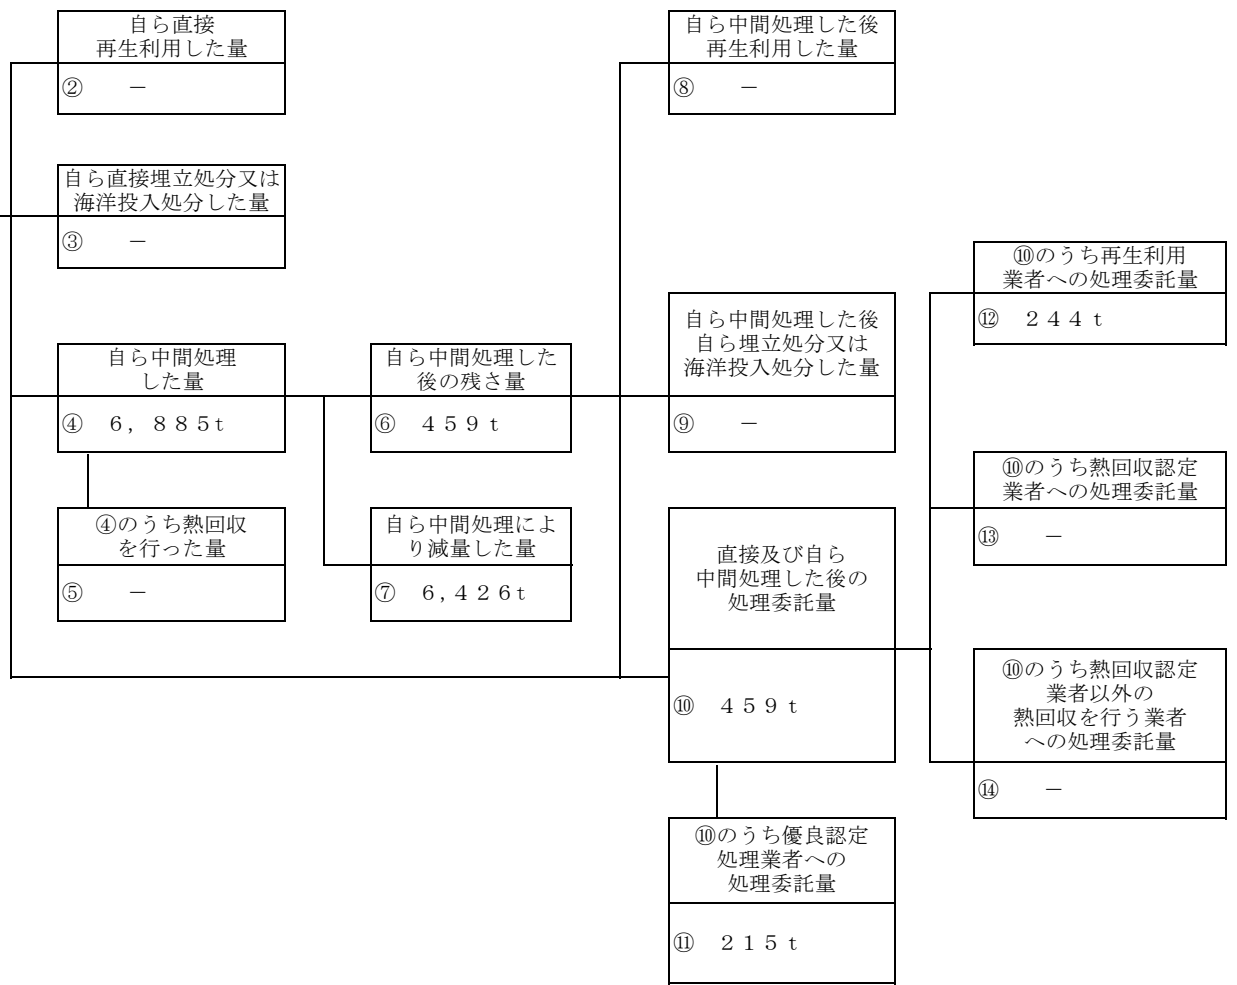 自ら直接
再生利用した量
② －
自ら中間処理した後
再生利用した量
⑧ －
自ら直接埋立処分又は
海洋投入処分した量
③ －
⑩のうち再生利用
業者への処理委託量
⑫ ２４４ｔ
自ら中間処理
した量
④ ６，８８５ｔ
自ら中間処理した
後の残さ量
⑥ ４５９ｔ
自ら中間処理した後
自ら埋立処分又は
海洋投入処分した量
⑨ －
⑩のうち熱回収認定
業者への処理委託量
⑬ －
④のうち熱回収
を行った量
⑤ －
自ら中間処理によ
り減量した量
⑦ ６,４２６ｔ
直接及び自ら
中間処理した後の
処理委託量
⑩ ４５９ｔ
⑩のうち熱回収認定
業者以外の
熱回収を行う業者
への処理委託量
⑭ －
⑩のうち優良認定
処理業者への
処理委託量
⑪ ２１５ｔ